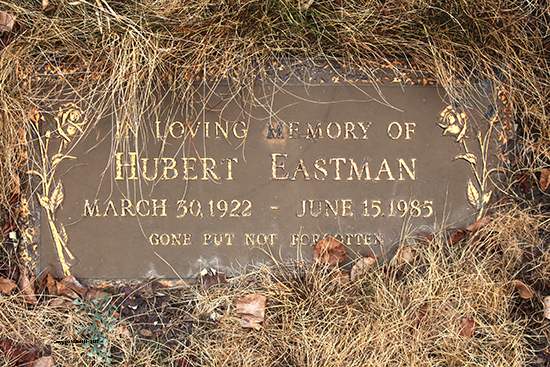 IN LOVING MEMORY OF
HUBERT EASTMAN
MARCH 30,1922 - JUNE 15,1985
GONE PUT NOT FORGOTTEN